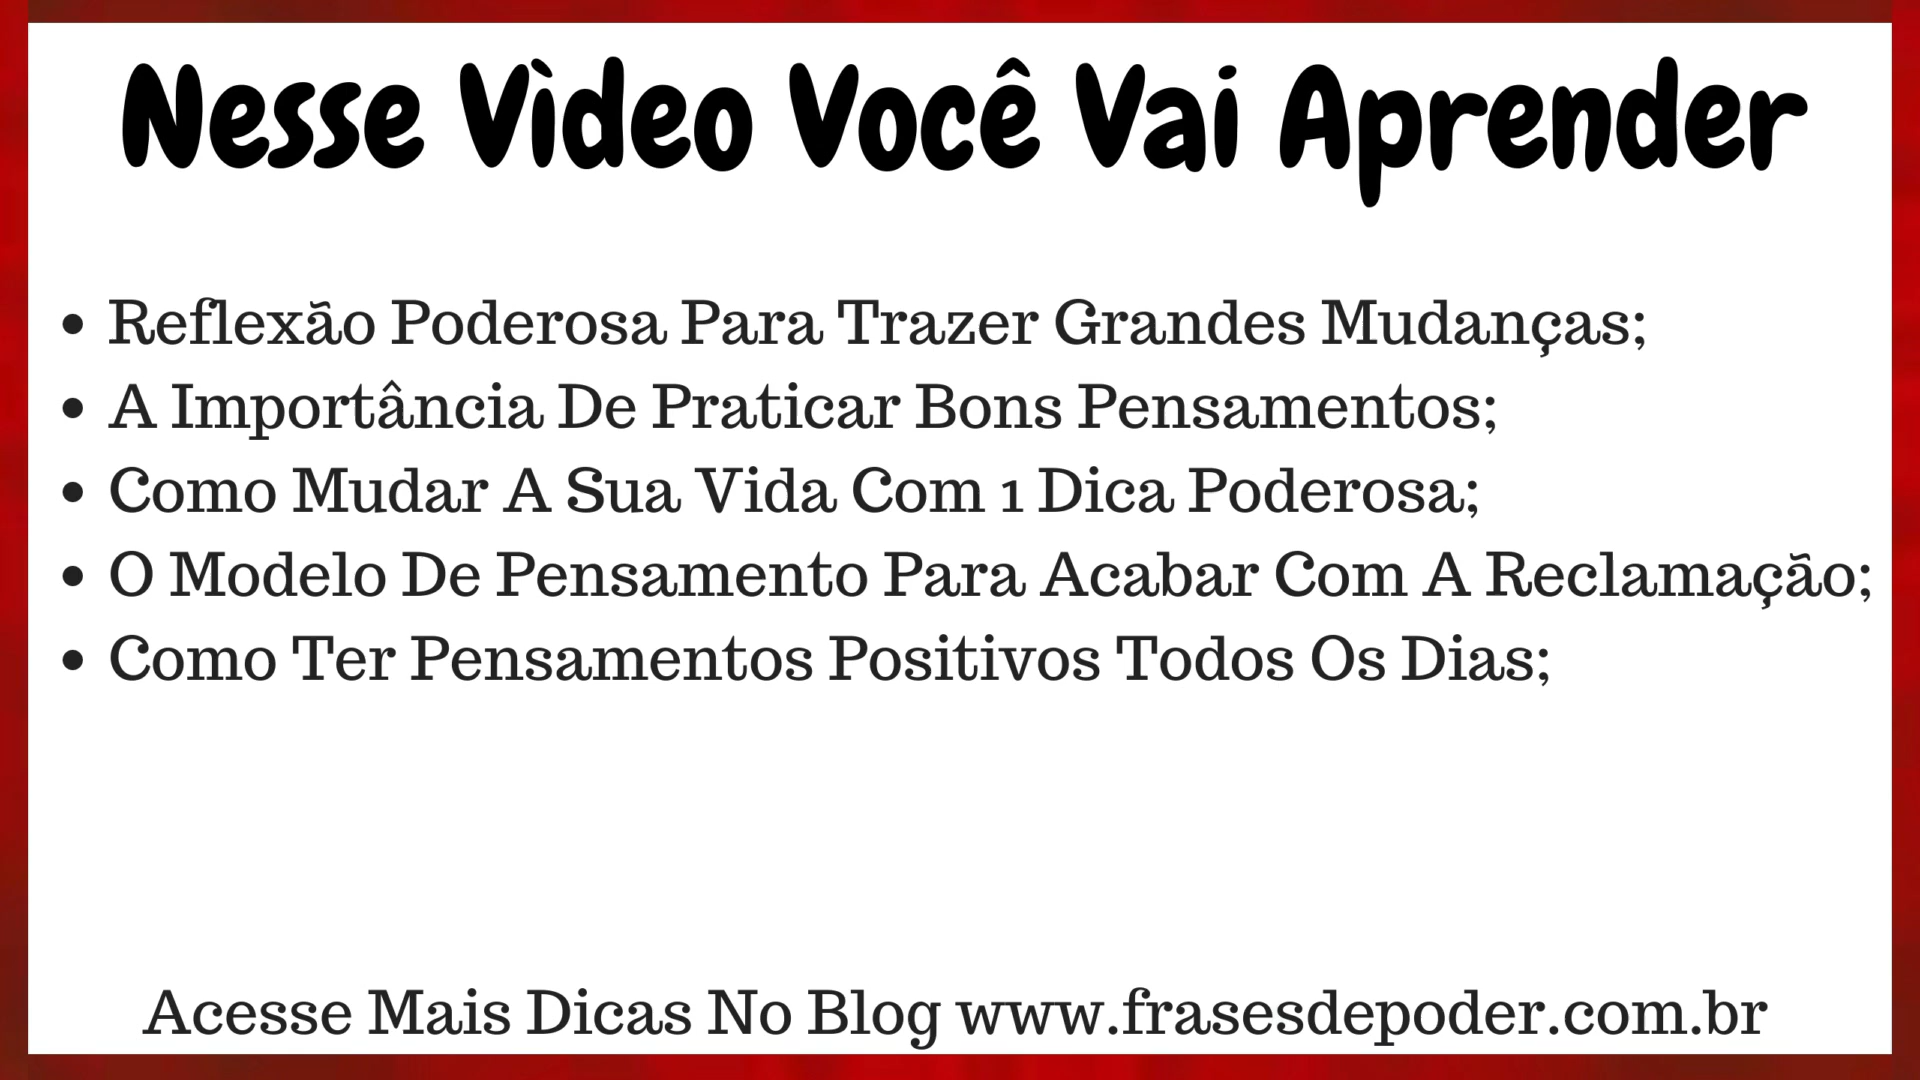 Nesse Vìdeo Você Vai Aprender
• Reflexão Poderosa Para Trazer Grandes Mudanças;
• A Importância De Praticar Bons Pensamentos;
• Como Mudar A Sua Vida Com 1 Dica Poderosa;
• O Modelo De Pensamento Para Acabar Com A Reclamação;
• Como Ter Pensamentos Positivos Todos Os Dias;
Acesse Mais Dicas No Blog www.frasesdepoder.com.br